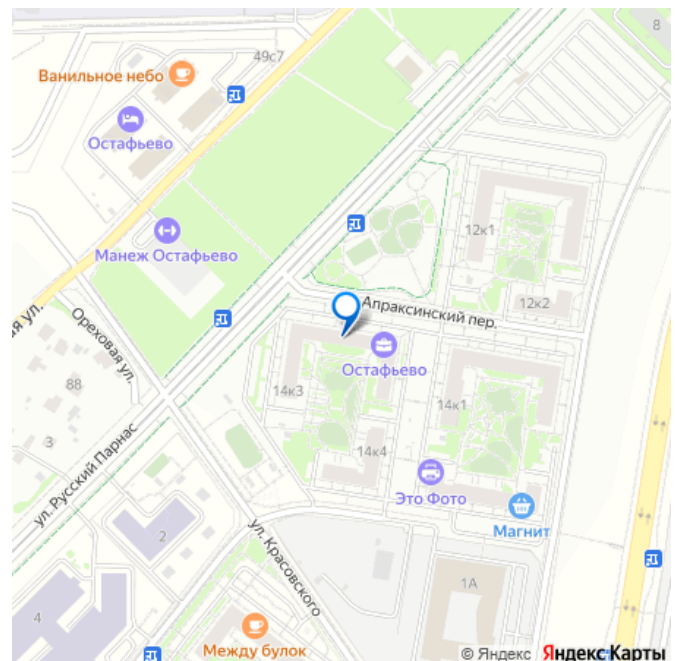 8
49с7
Ванильное небо
Остафьево
Манеж Остафьево
12к1
12к2
Апраксинский пер.
Ореховая ул.
ая ул.
88
3
14к3
Остафьево
14к1
14к4
ул. Русский Парнас
Это Фото
Магнит
2
ул. Красовского
4
1А
Между булок
© Яндекс Яндекс Карты